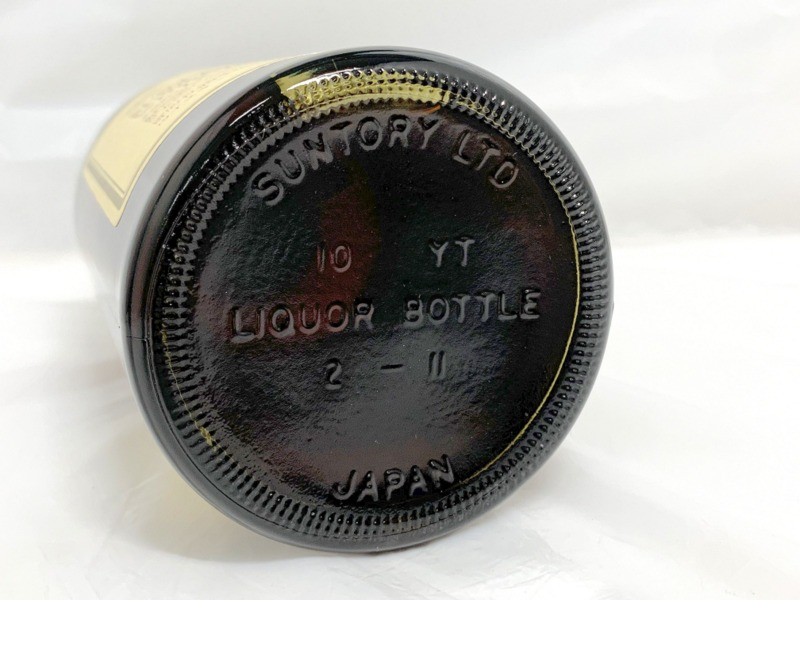 SUNTORY LTD
10 YT
LIQUOR BOTTLE
2 - 11
JAPAN